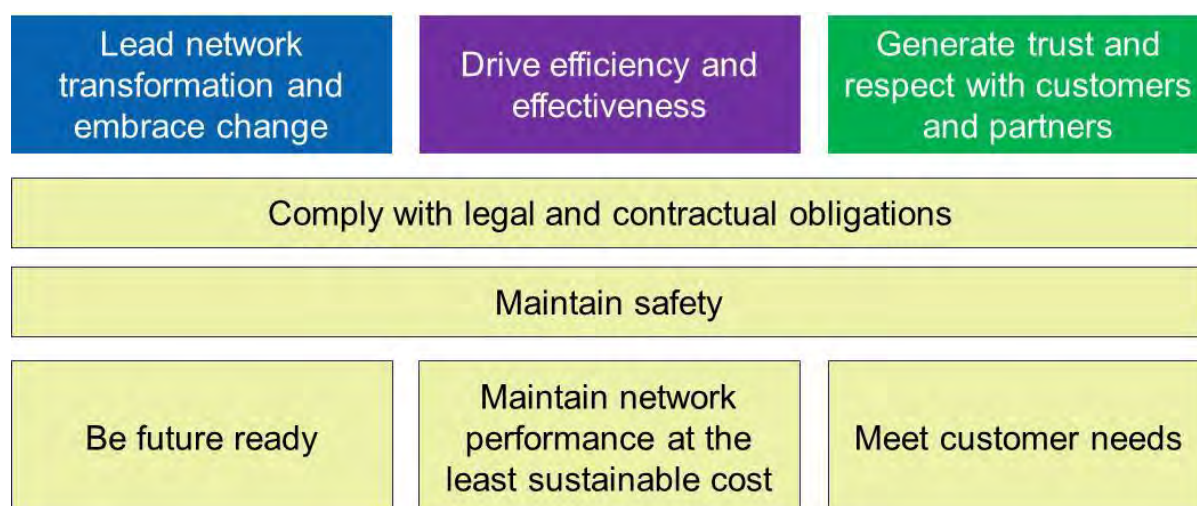 Lead network
transformation and
embrace change
Drive efficiency and
effectiveness
Generate trust and
respect with customers
and partners
Comply with legal and contractual obligations
Maintain safety
Be future ready
Maintain network
performance at the
least sustainable cost
Meet customer needs